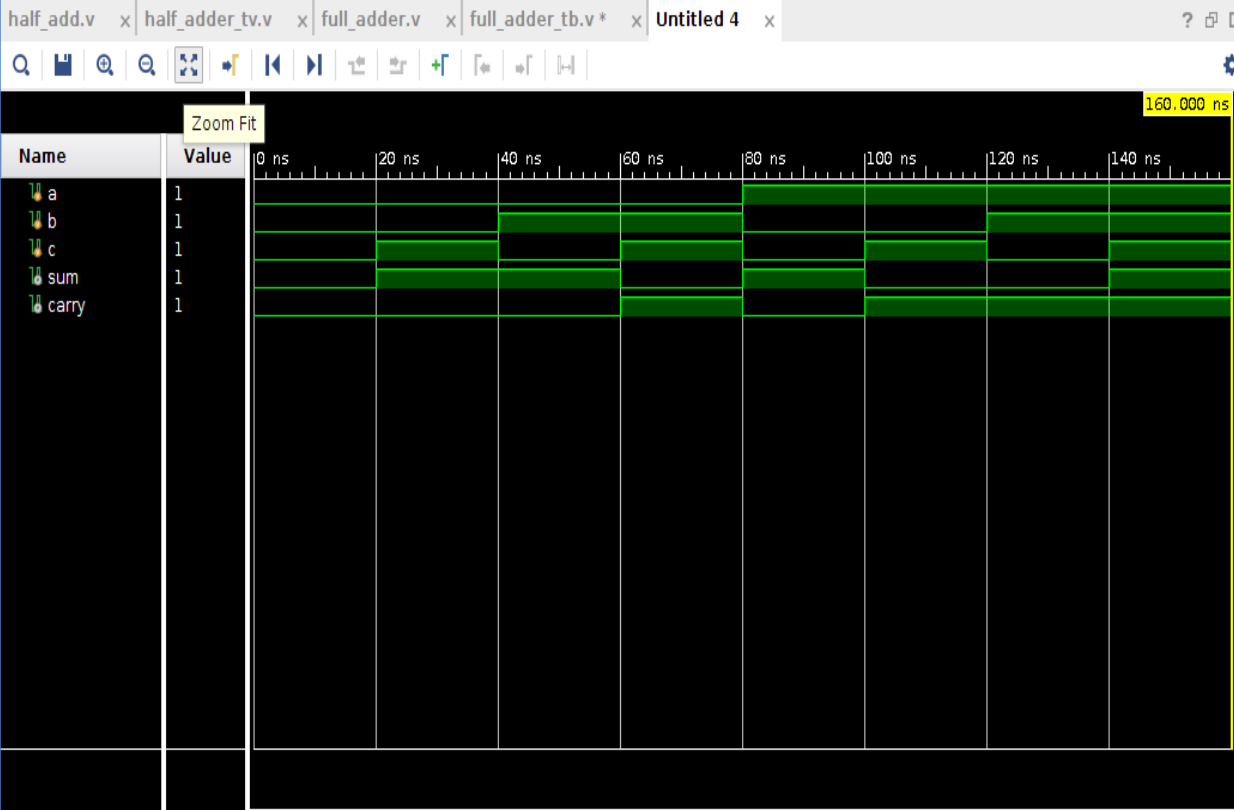 half_add.v x half_adder_tv.v x full_adder.v x full_adder_tb.v * x Untitled 4 x ?
160.000 ns
Zoom Fit
Name Value 0 ns 20 ns 40 ns 60 ns 80 ns 100 ns 120 ns 140 ns
a 1
b 1
c 1
sum 1
carry 1